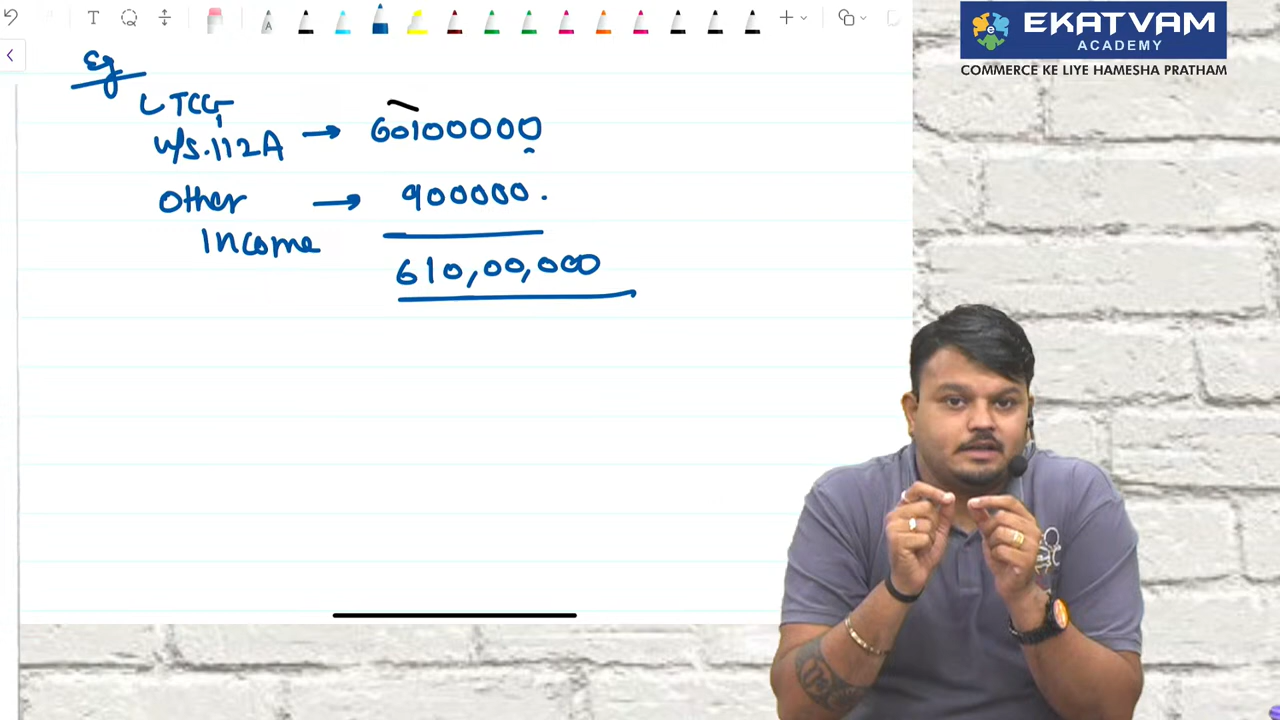 EKATVAM
ACADEMY
COMMERCE KE LIYE HAMESHA PRATHAM
Eg
LTCG
u/s.112A → 60100000
Other → 900000.
Income
610,00,000